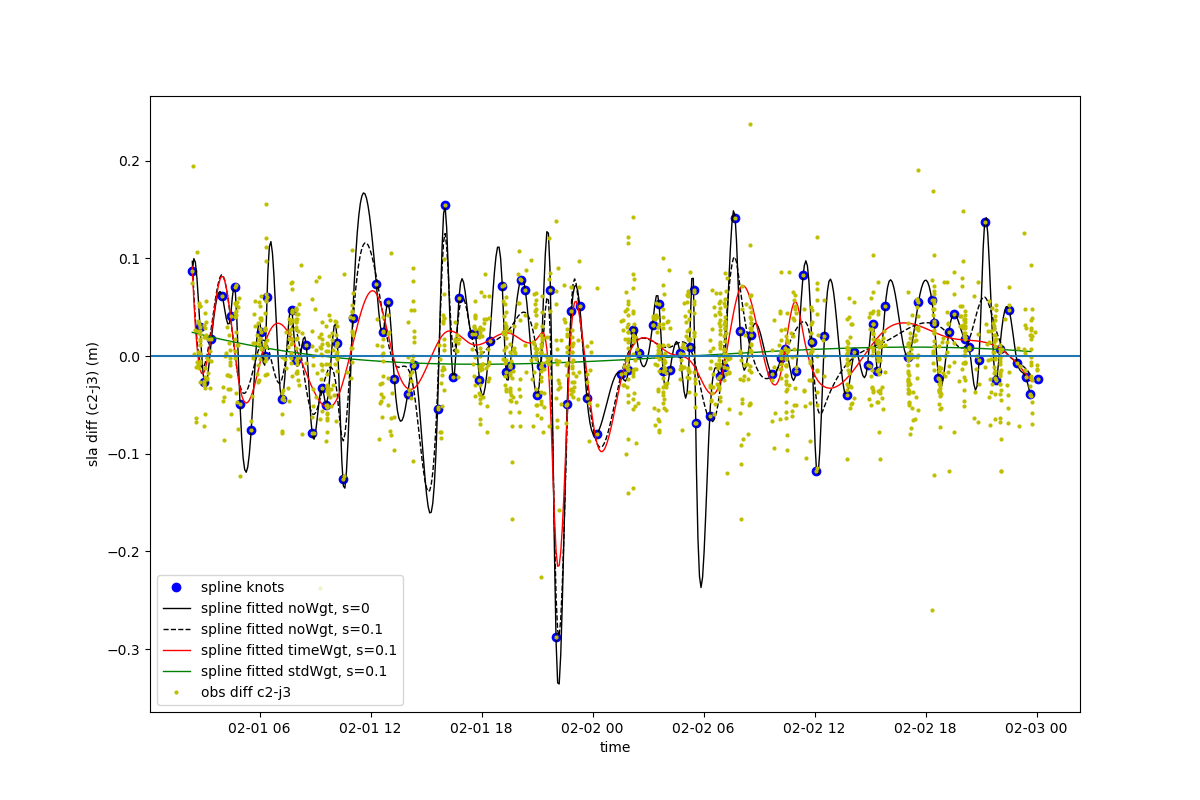 0.2
0.1
0.0
−0.1
−0.2
−0.3
sla diff (c2-j3) (m)
spline knots
spline fitted noWgt, s=0
spline fitted noWgt, s=0.1
spline fitted timeWgt, s=0.1
spline fitted stdWgt, s=0.1
obs diff c2-j3
02-01 06
02-01 12
02-01 18
02-02 00
02-02 06
02-02 12
02-02 18
02-03 00
time